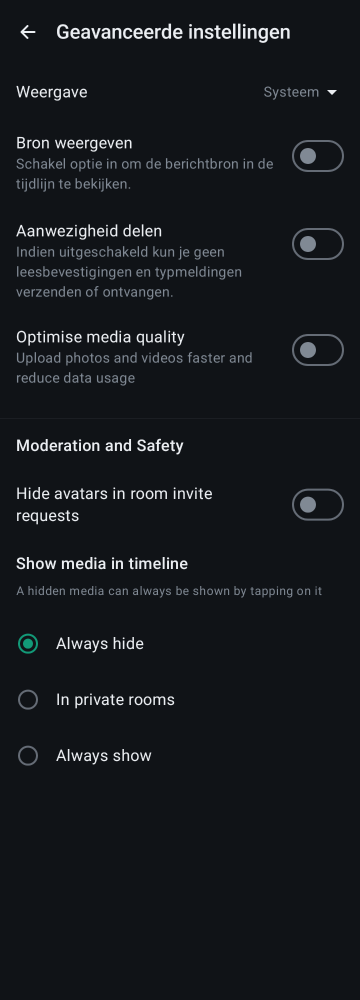 Geavanceerde instellingen
Weergave
Systeem
Bron weergeven
Schakel optie in om de berichtbron in de
tijdlijn te bekijken.
Aanwezigheid delen
Indien uitgeschakeld kun je geen
leesbevestigingen en typmeldingen
verzenden of ontvangen.
Optimise media quality
Upload photos and videos faster and
reduce data usage
Moderation and Safety
Hide avatars in room invite
requests
Show media in timeline
A hidden media can always be shown by tapping on it
Always hide
In private rooms
Always show